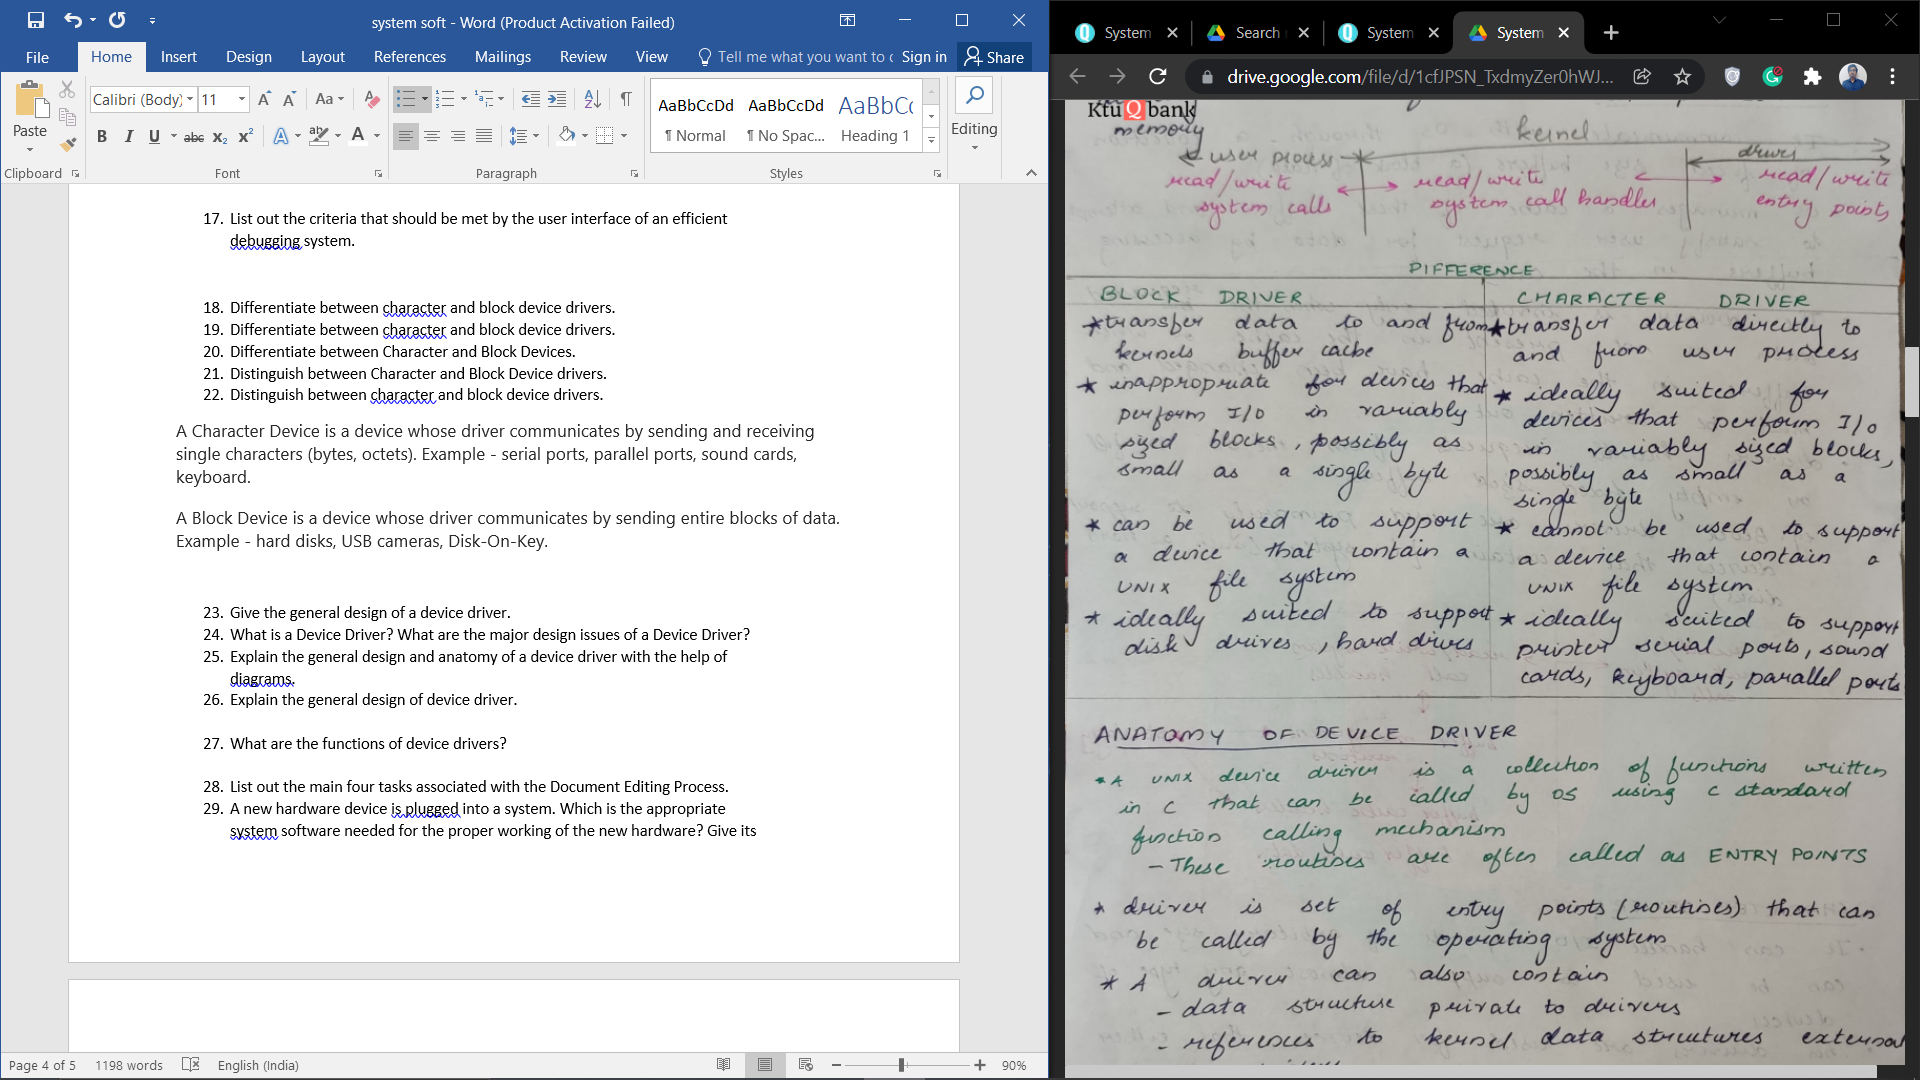 system soft - Word (Product Activation Failed)
File Home Insert Design Layout References Mailings Review View Tell me what you want to c Sign in Share
Paste
Calibri (Body) 11
Aa
B I U abc x₂ x²
AaBbCcDd AaBbCcDd AaBbCc
¶ Normal ¶ No Spac... Heading 1
Editing
Clipboard Font Paragraph Styles
17. List out the criteria that should be met by the user interface of an efficient
debugging system.
18. Differentiate between character and block device drivers.
19. Differentiate between character and block device drivers.
20. Differentiate between Character and Block Devices.
21. Distinguish between Character and Block Device drivers.
22. Distinguish between character and block device drivers.
A Character Device is a device whose driver communicates by sending and receiving
single characters (bytes, octets). Example - serial ports, parallel ports, sound cards,
keyboard.
A Block Device is a device whose driver communicates by sending entire blocks of data.
Example - hard disks, USB cameras, Disk-On-Key.
23. Give the general design of a device driver.
24. What is a Device Driver? What are the major design issues of a Device Driver?
25. Explain the general design and anatomy of a device driver with the help of
diagrams.
26. Explain the general design of device driver.
27. What are the functions of device drivers?
28. List out the main four tasks associated with the Document Editing Process.
29. A new hardware device is plugged into a system. Which is the appropriate
system software needed for the proper working of the new hardware? Give its
Page 4 of 5 1198 words English (India) 90%
System Search System System
drive.google.com/file/d/1cfJPSN_TxdmyZer0hWJ...
Ktu Q bank
memory
kernel
user process
drives
read/write
system calls
read/write
system call handles
read/write
entry points
DIFFERENCE
BLOCK DRIVER
* transfer data to and from
kernels buffer cache
* inappropriate for devices that
perform I/O in variably
sized blocks, possibly as
small as a single byte
* can be used to support
a device that contain a
UNIX file system
* ideally suited to support
disk drives, hard drives
CHARACTER DRIVER
* transfer data directly to
and from user process
* ideally suited for
devices that perform I/O
in variably sized blocks,
possibly as small as a
single byte
* cannot be used to support
a device that contain a
UNIX file system
* ideally suited to support
printer serial ports, sound
cards, keyboard, parallel ports
ANATOMY OF DEVICE DRIVER
* A UNIX device driver is a collection of functions written
in C that can be called by OS using C standard
function calling mechanism
- These routines are often called as ENTRY POINTS
* driver is set of entry points (routines) that can
be called by the operating system
* A driver can also contain
- data structure private to drivers
- references to kernel data structures external